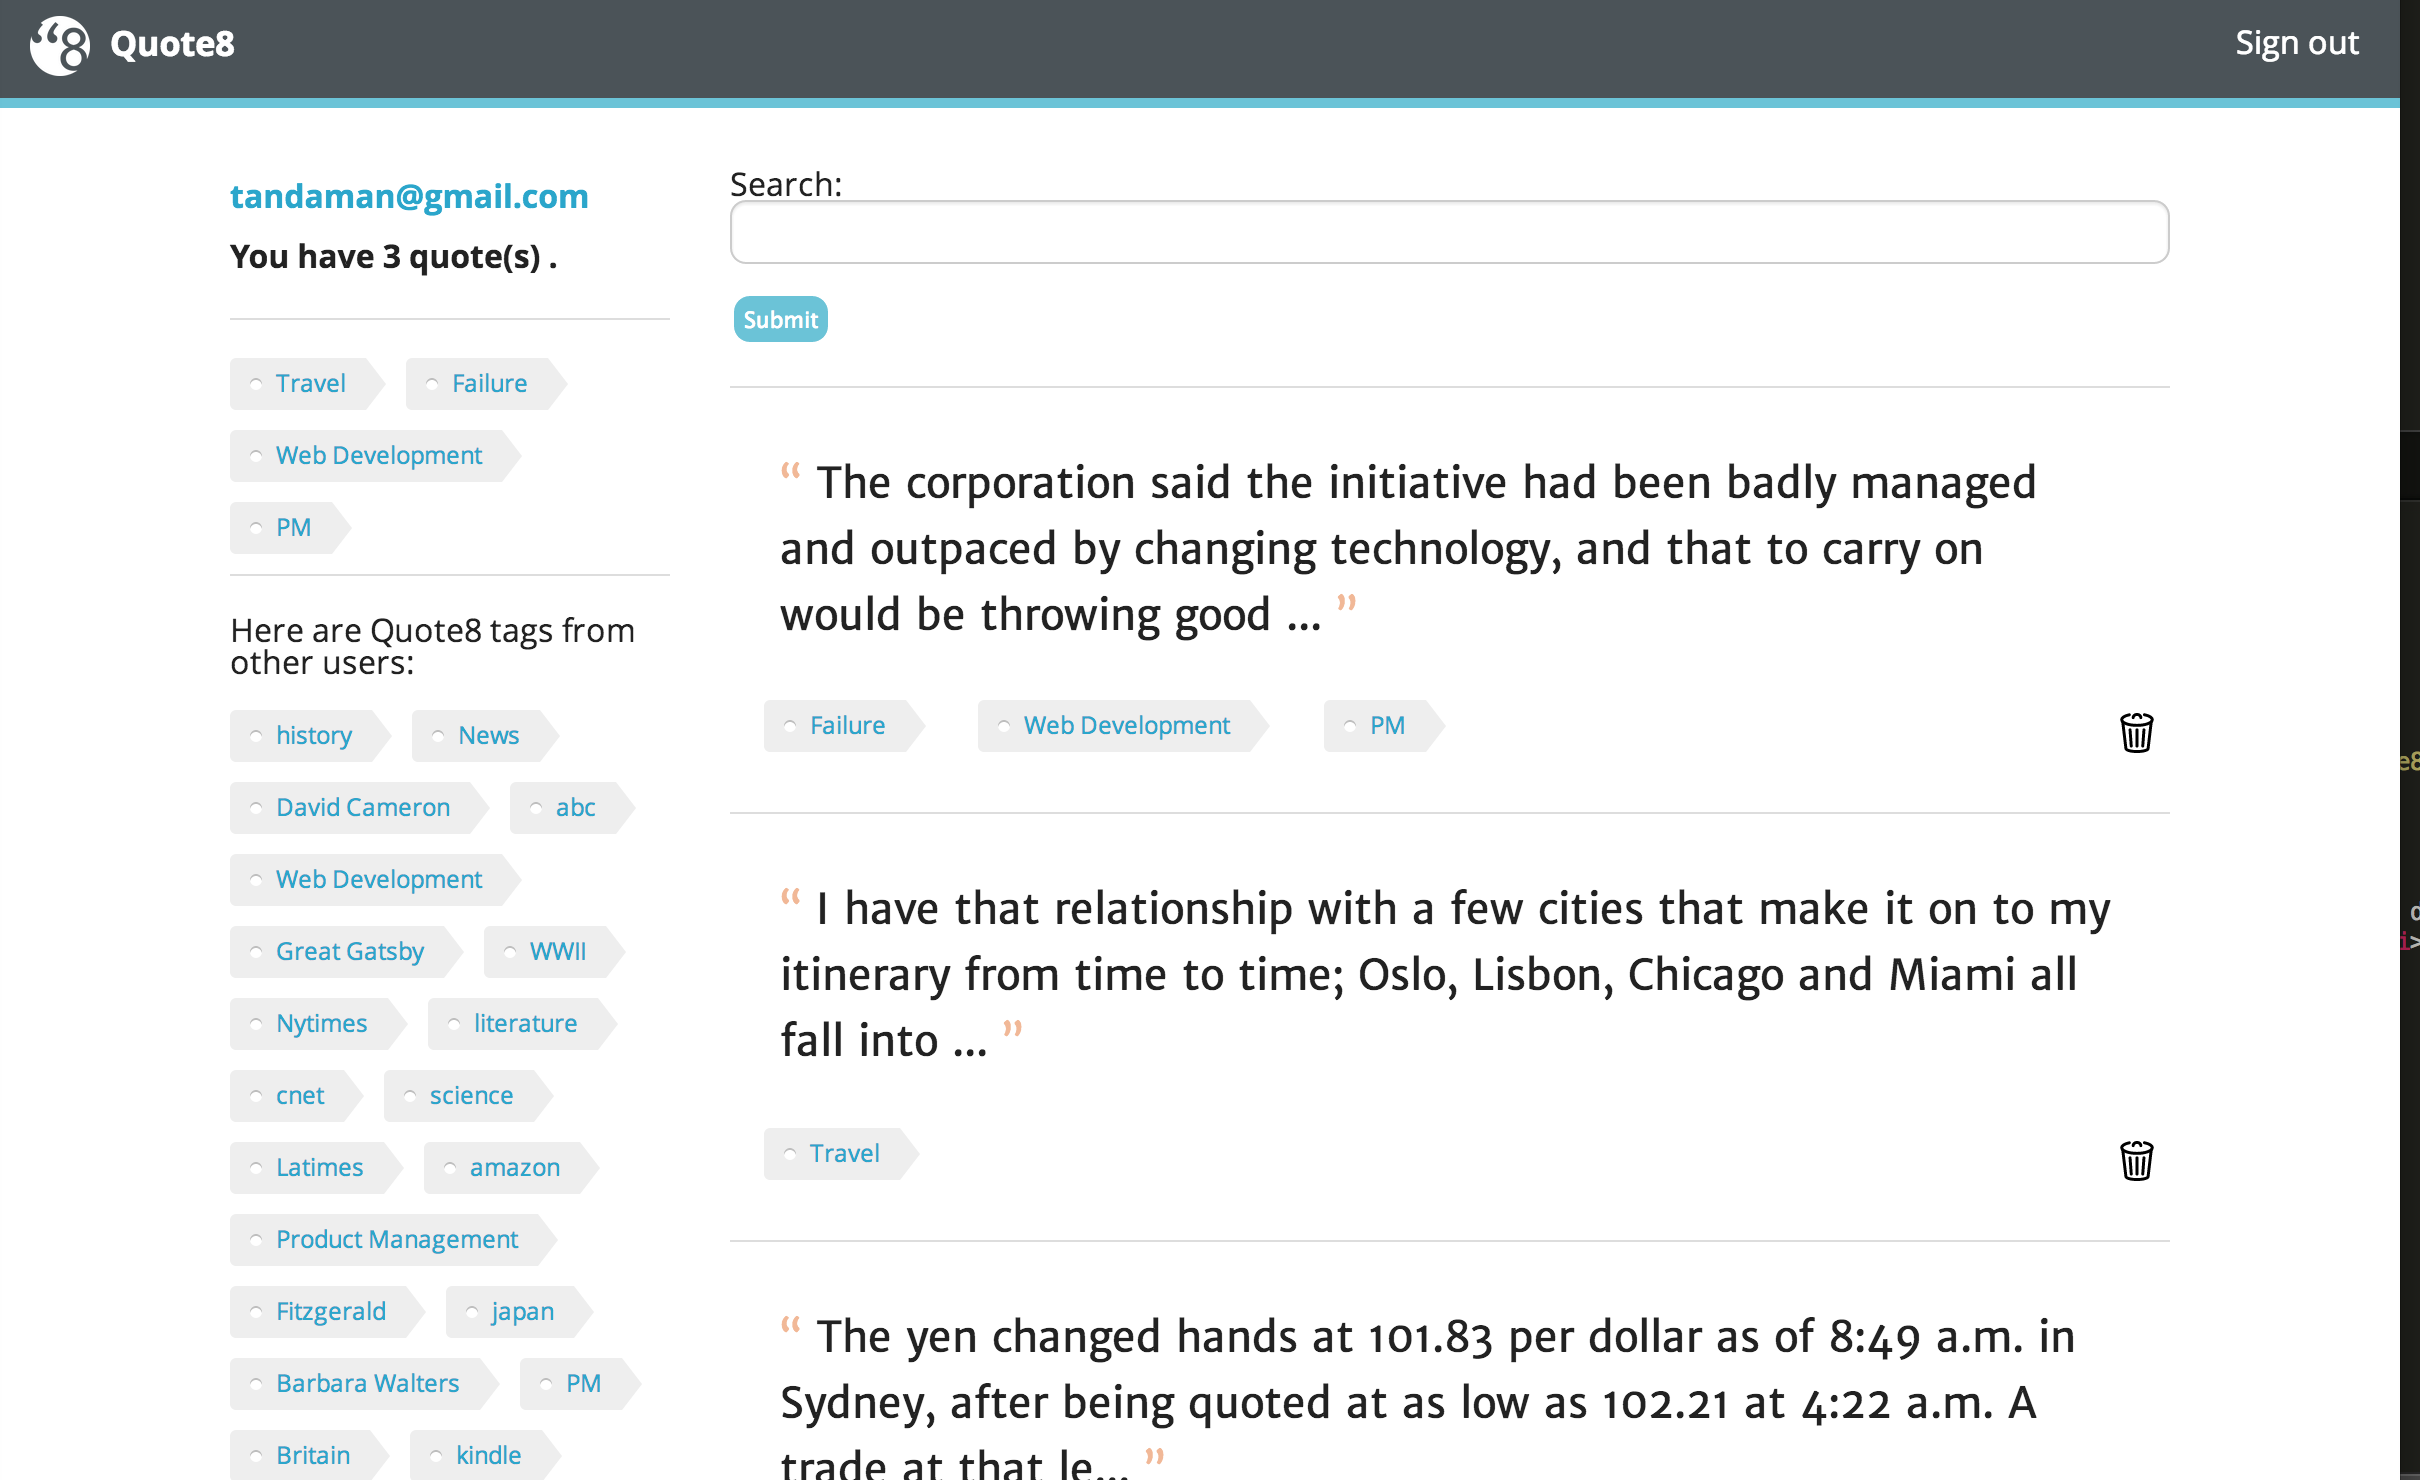 Quote8
Sign out
tandaman@gmail.com
You have 3 quote(s) .
Travel
Failure
Web Development
PM
Here are Quote8 tags from
other users:
history
News
David Cameron
abc
Web Development
Great Gatsby
WWII
Nytimes
literature
cnet
science
Latimes
amazon
Product Management
Fitzgerald
japan
Barbara Walters
PM
Britain
kindle
Search:
Submit
“ The corporation said the initiative had been badly managed
and outpaced by changing technology, and that to carry on
would be throwing good ... ”
Failure
Web Development
PM
“ I have that relationship with a few cities that make it on to my
itinerary from time to time; Oslo, Lisbon, Chicago and Miami all
fall into ... ”
Travel
“ The yen changed hands at 101.83 per dollar as of 8:49 a.m. in
Sydney, after being quoted at as low as 102.21 at 4:22 a.m. A
trade at that le... ”